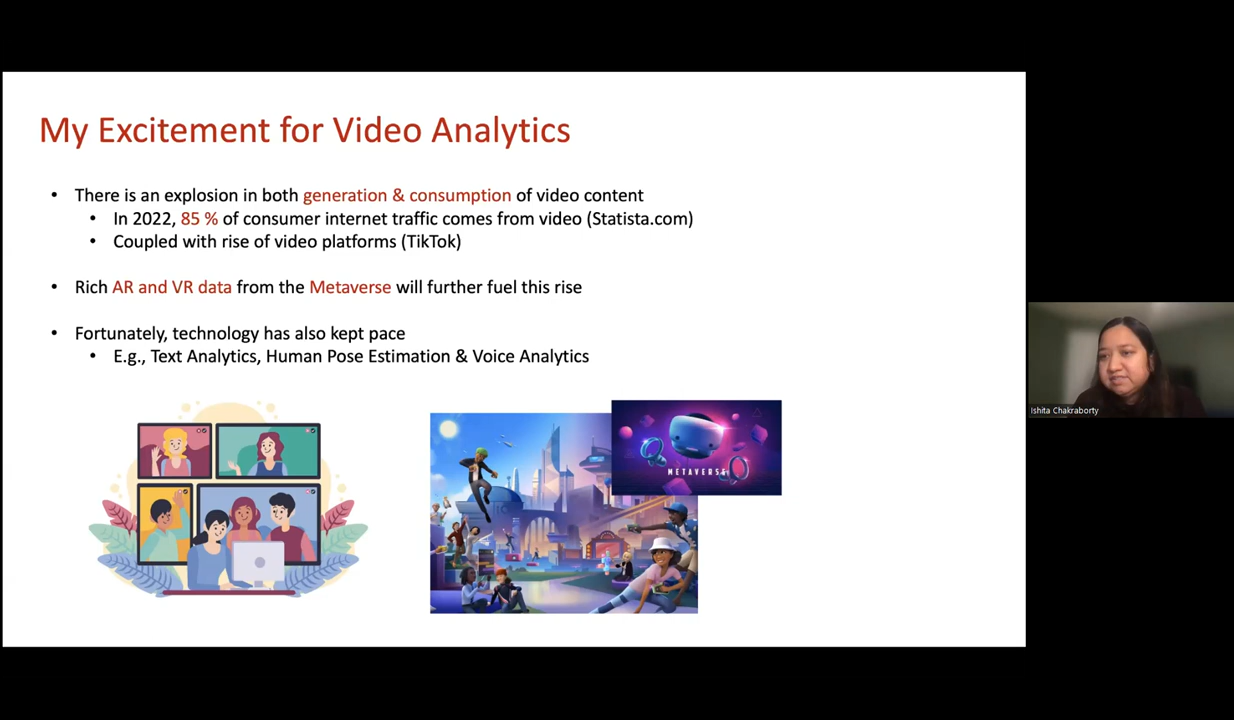 My Excitement for Video Analytics
• There is an explosion in both generation & consumption of video content
• In 2022, 85 % of consumer internet traffic comes from video (Statista.com)
• Coupled with rise of video platforms (TikTok)
• Rich AR and VR data from the Metaverse will further fuel this rise
• Fortunately, technology has also kept pace
• E.g., Text Analytics, Human Pose Estimation & Voice Analytics
METAVERSE
Ishita Chakraborty